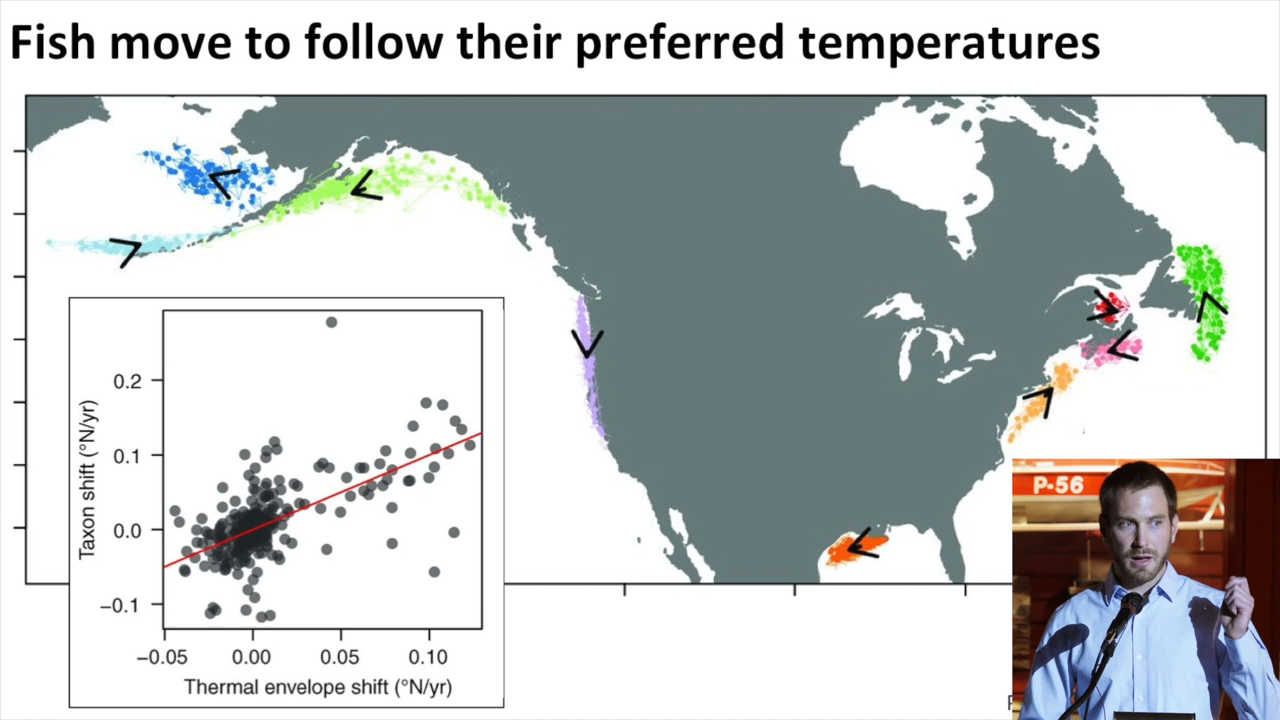 Fish move to follow their preferred temperatures
0.2
0.1
0.0
−0.1
Taxon shift (°N/yr)
−0.05
0.00
0.05
0.10
Thermal envelope shift (°N/yr)
P-56